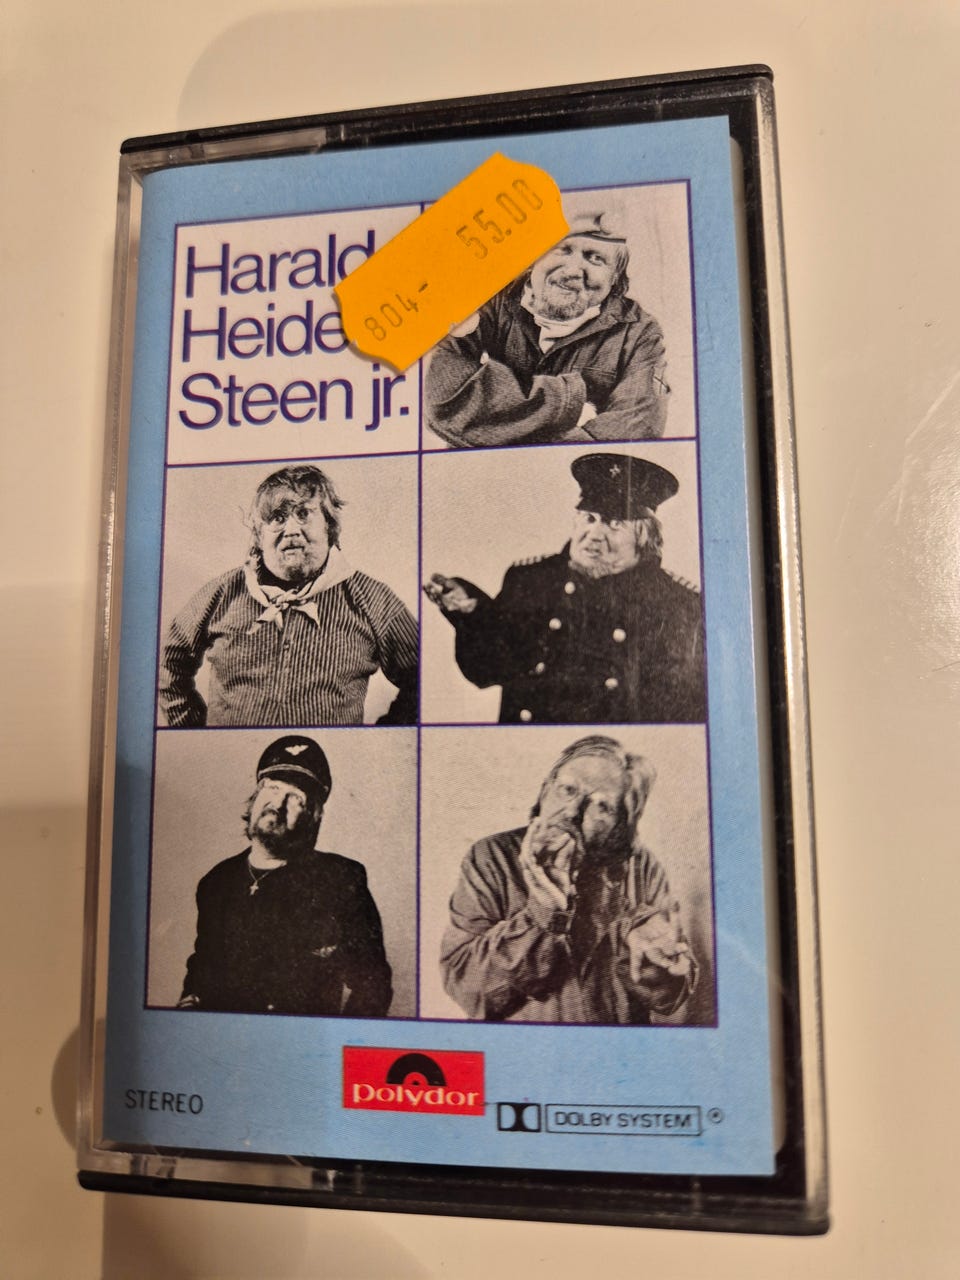 Harald
Heide
Steen jr.
804- 55.00
STEREO
polydor
DOLBY SYSTEM ®